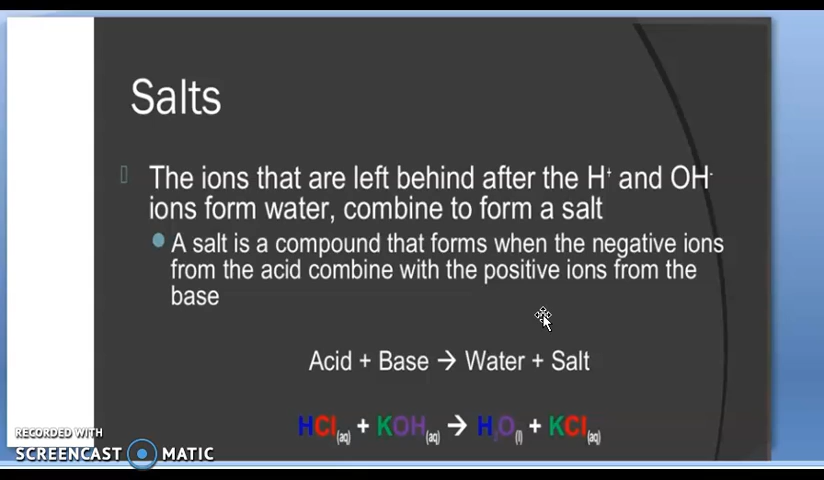 Salts
The ions that are left behind after the H⁺ and OH⁻
ions form water, combine to form a salt
A salt is a compound that forms when the negative ions
from the acid combine with the positive ions from the
base
Acid + Base → Water + Salt
HCl(aq) + KOH(aq) → H₂O(l) + KCl(aq)
RECORDED WITH
SCREENCAST MATIC